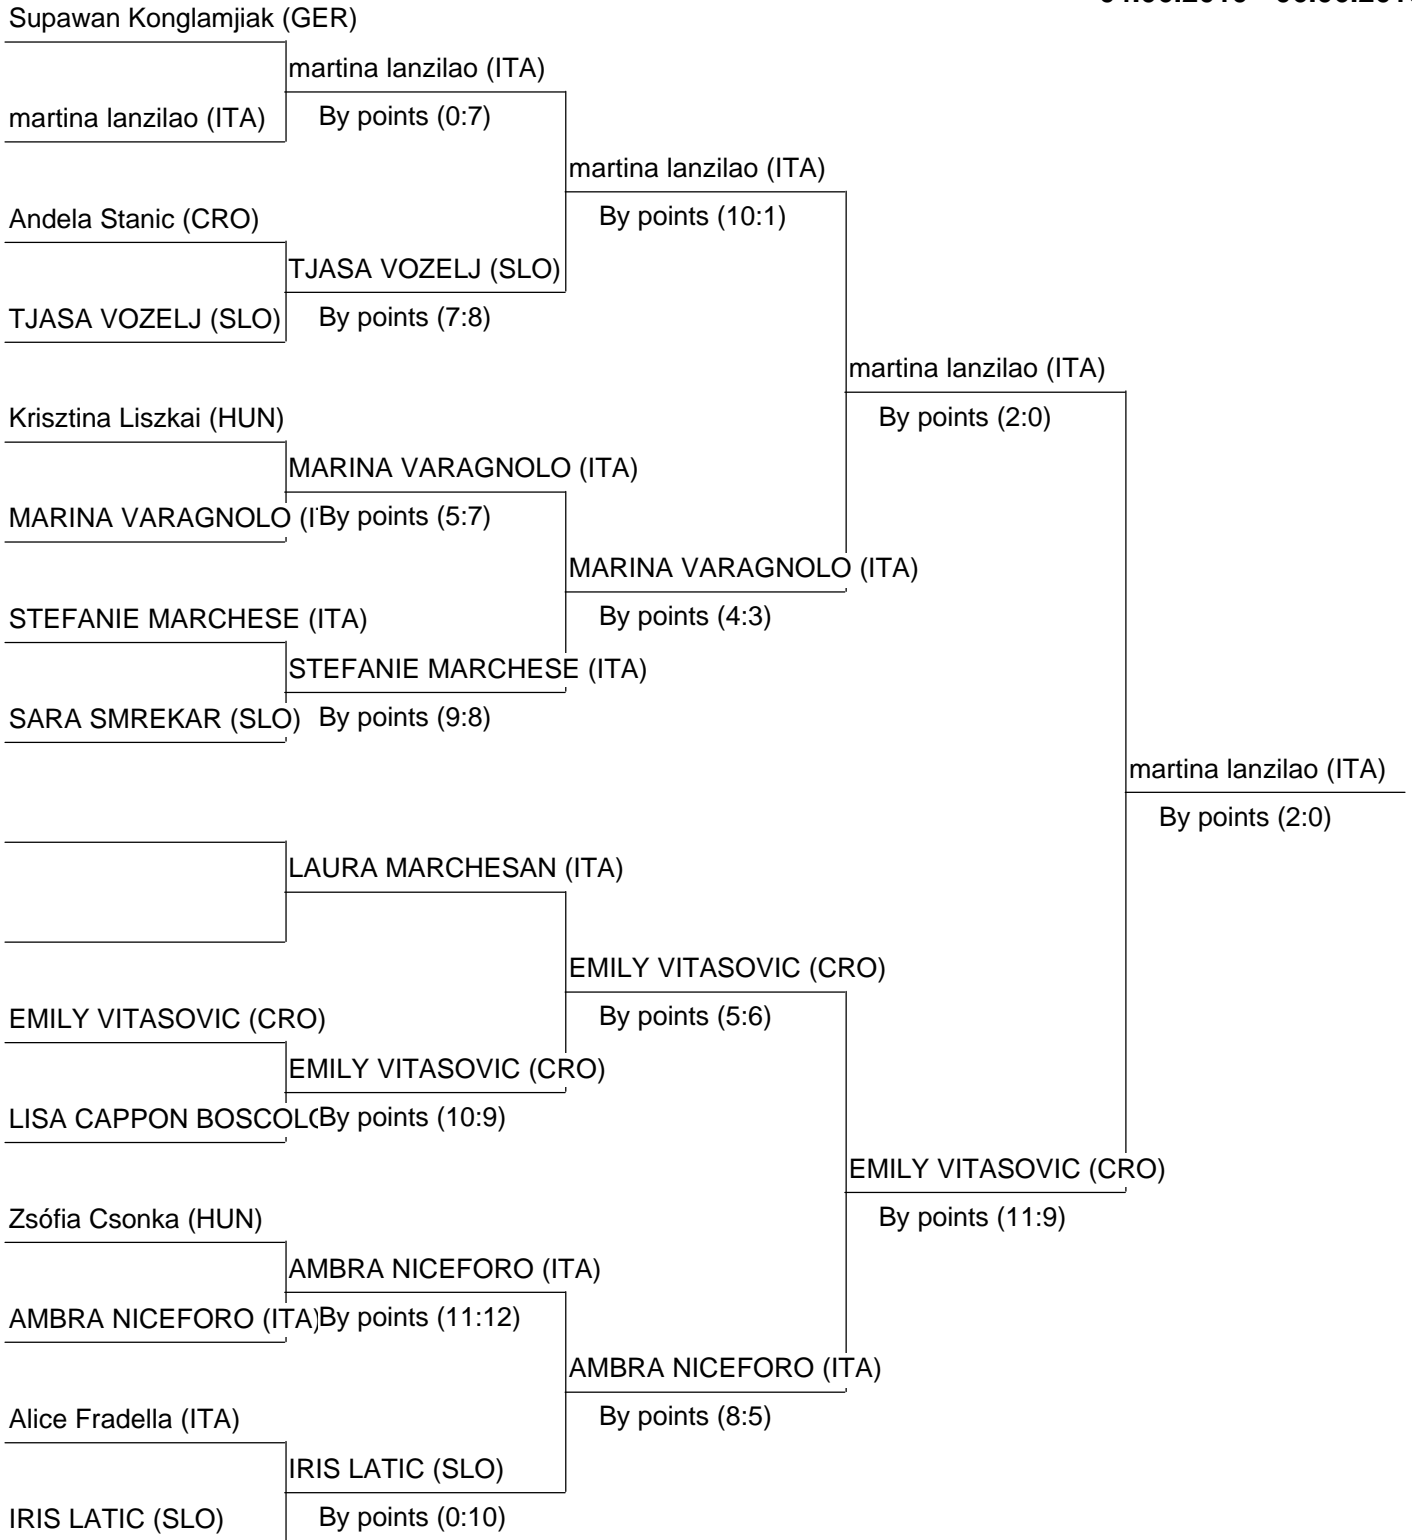 Supawan Konglamjiak (GER)
martina lanzilao (ITA)
martina lanzilao (ITA)
By points (0:7)
martina lanzilao (ITA)
Andela Stanic (CRO)
By points (10:1)
TJASA VOZELJ (SLO)
TJASA VOZELJ (SLO)
By points (7:8)
martina lanzilao (ITA)
Krisztina Liszkai (HUN)
By points (2:0)
MARINA VARAGNOLO (ITA)
MARINA VARAGNOLO (IT
By points (5:7)
MARINA VARAGNOLO (ITA)
STEFANIE MARCHESE (ITA)
By points (4:3)
STEFANIE MARCHESE (ITA)
SARA SMREKAR (SLO)
By points (9:8)
martina lanzilao (ITA)
By points (2:0)
LAURA MARCHESAN (ITA)
EMILY VITASOVIC (CRO)
EMILY VITASOVIC (CRO)
By points (5:6)
EMILY VITASOVIC (CRO)
LISA CAPPON BOSCOLO
By points (10:9)
EMILY VITASOVIC (CRO)
Zsófia Csonka (HUN)
By points (11:9)
AMBRA NICEFORO (ITA)
AMBRA NICEFORO (ITA)
By points (11:12)
AMBRA NICEFORO (ITA)
Alice Fradella (ITA)
By points (8:5)
IRIS LATIC (SLO)
IRIS LATIC (SLO)
By points (0:10)